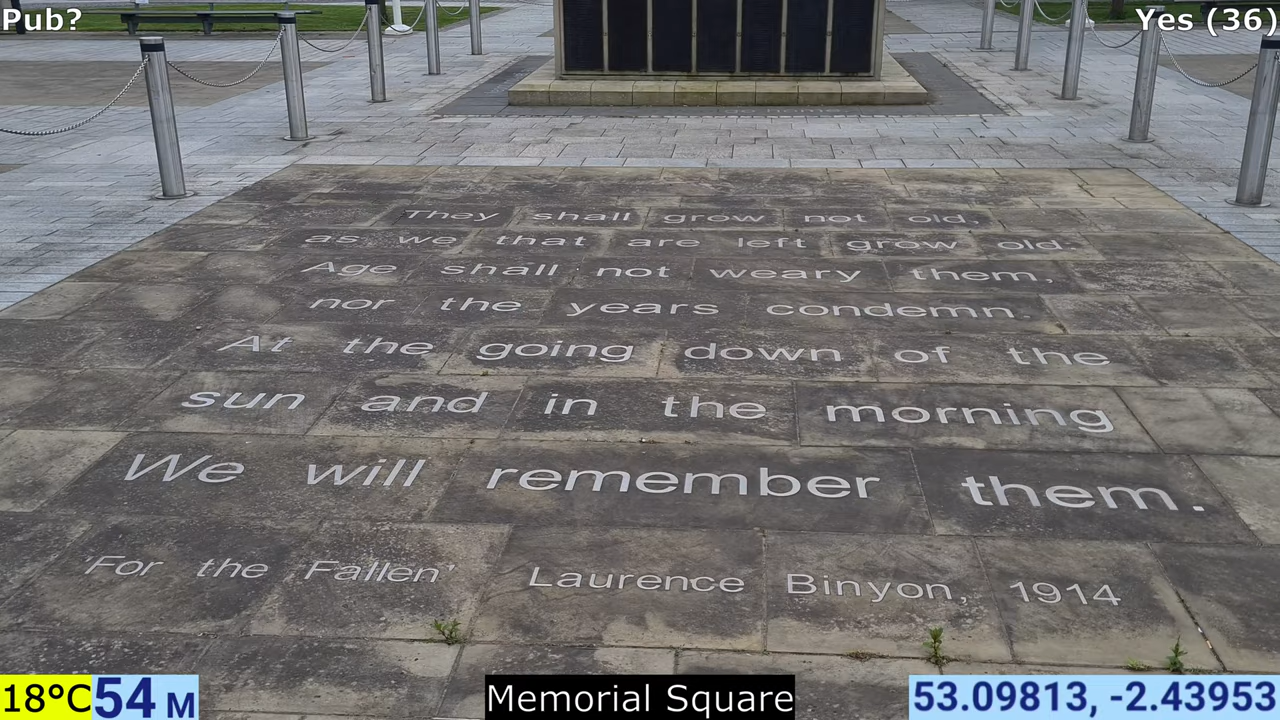 Pub?
Yes (36)
They shall grow not old,
as we that are left grow old:
Age shall not weary them,
nor the years condemn.
At the going down of the
sun and in the morning
We will remember them.
'For the Fallen' Laurence Binyon, 1914
18°C 54 M
Memorial Square
53.09813, -2.43953